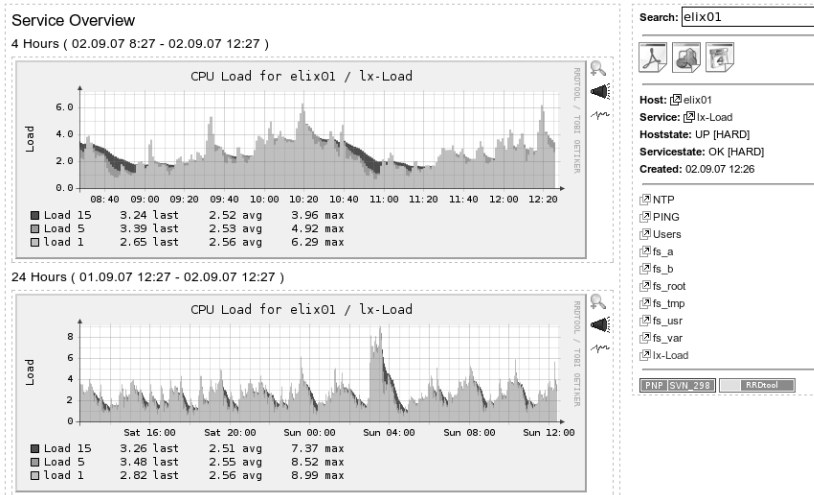 Service Overview
4 Hours ( 02.09.07 8:27 - 02.09.07 12:27 )
CPU Load for elix01 / lx-Load
RRDTOOL / TOBI OETIKER
Load
6.0
4.0
2.0
0.0
08:40 09:00 09:20 09:40 10:00 10:20 10:40 11:00 11:20 11:40 12:00 12:20
Load 15 3.24 last 2.52 avg 3.96 max
Load 5 3.39 last 2.53 avg 4.92 max
load 1 2.65 last 2.56 avg 6.29 max
24 Hours ( 01.09.07 12:27 - 02.09.07 12:27 )
CPU Load for elix01 / lx-Load
RRDTOOL / TOBI OETIKER
Load
8
6
4
2
0
Sat 16:00 Sat 20:00 Sun 00:00 Sun 04:00 Sun 08:00 Sun 12:00
Load 15 3.26 last 2.51 avg 7.37 max
Load 5 3.48 last 2.55 avg 8.52 max
load 1 2.82 last 2.56 avg 8.99 max
Search: elix01
Host: elix01
Service: lx-Load
Hoststate: UP [HARD]
Servicestate: OK [HARD]
Created: 02.09.07 12:26
NTP
PING
Users
fs_a
fs_b
fs_root
fs_tmp
fs_usr
fs_var
lx-Load
PNP SVN_298 RRDtool